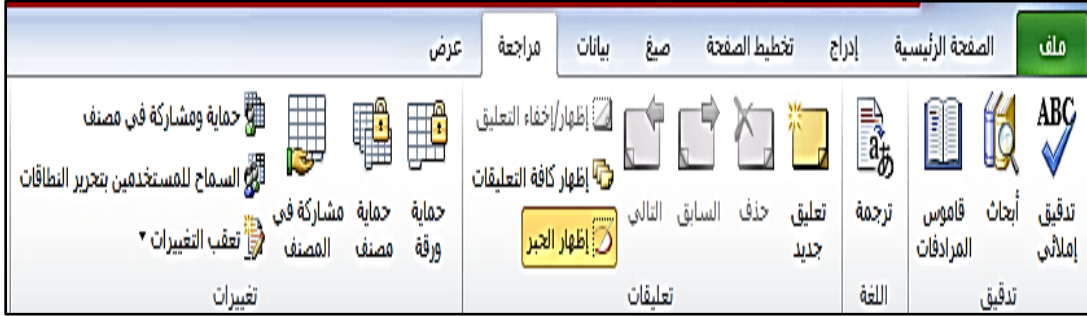 ملف
الصفحة الرئيسية
إدراج
تخطيط الصفحة
صيغ
بيانات
مراجعة
عرض
ABC
تدقيق
إملائي
أبحاث
قاموس
المرادفات
تدقيق
aあ
ترجمة
اللغة
تعليق
جديد
حذف
السابق
التالي
إظهار/إخفاء التعليق
إظهار كافة التعليقات
إظهار الحبر
تعليقات
حماية
ورقة
حماية
مصنف
مشاركة في
المصنف
حماية ومشاركة في مصنف
السماح للمستخدمين بتحرير النطاقات
تعقب التغييرات
تغييرات